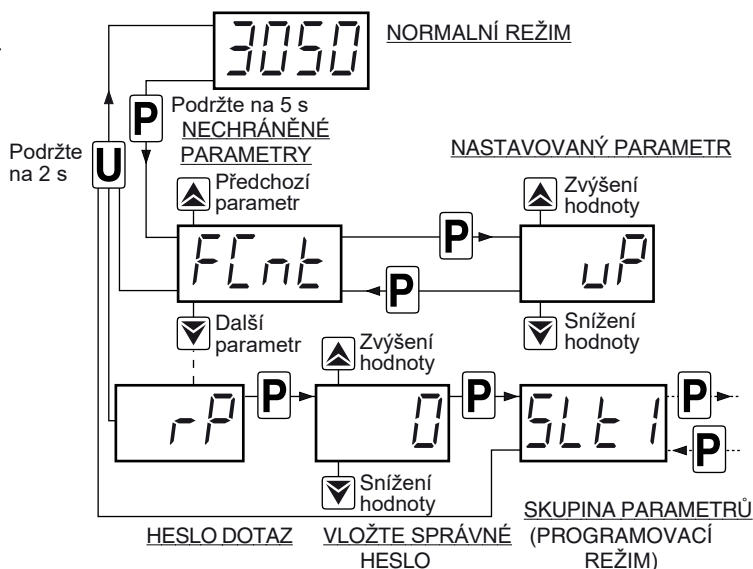 3050
NORMALNÍ REŽIM
P
Podržte na 5 s
NECHRÁNĚNÉ
PARAMETRY
Podržte
na 2 s
U
NASTAVOVANÝ PARAMETR
Předchozí
parametr
Zvýšení
hodnoty
FCnt
P
P
uP
Další
parametr
Snížení
hodnoty
Zvýšení
hodnoty
rP
P
0
P
SLt1
P
P
Snížení
hodnoty
HESLO DOTAZ
VLOŽTE SPRÁVNÉ
HESLO
SKUPINA PARAMETRŮ
(PROGRAMOVACÍ
REŽIM)